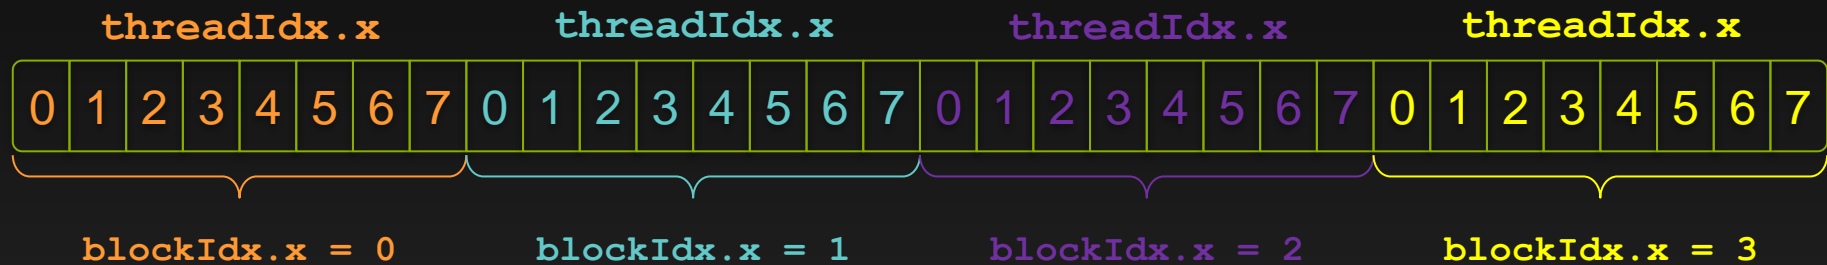 threadIdx.x threadIdx.x threadIdx.x threadIdx.x
0 1 2 3 4 5 6 7 0 1 2 3 4 5 6 7 0 1 2 3 4 5 6 7 0 1 2 3 4 5 6 7
blockIdx.x = 0 blockIdx.x = 1 blockIdx.x = 2 blockIdx.x = 3